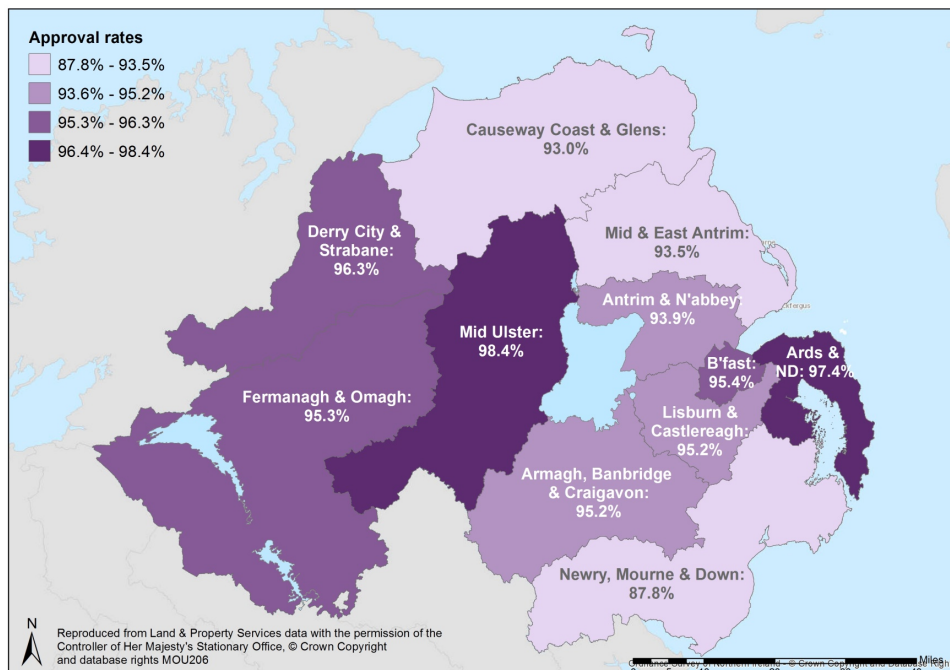 Approval rates
87.8% - 93.5%
93.6% - 95.2%
95.3% - 96.3%
96.4% - 98.4%
Causeway Coast & Glens:
93.0%
Derry City &
Strabane:
96.3%
Mid & East Antrim:
93.5%
Antrim & N'abbey:
93.9%
Mid Ulster:
98.4%
B'fast:
95.4%
Ards &
ND: 97.4%
Fermanagh & Omagh:
95.3%
Lisburn &
Castlereagh:
95.2%
Armagh, Banbridge
& Craigavon:
95.2%
Newry, Mourne & Down:
87.8%
N
Reproduced from Land & Property Services data with the permission of the
Controller of Her Majesty's Stationary Office, © Crown Copyright
and database rights MOU206
Miles